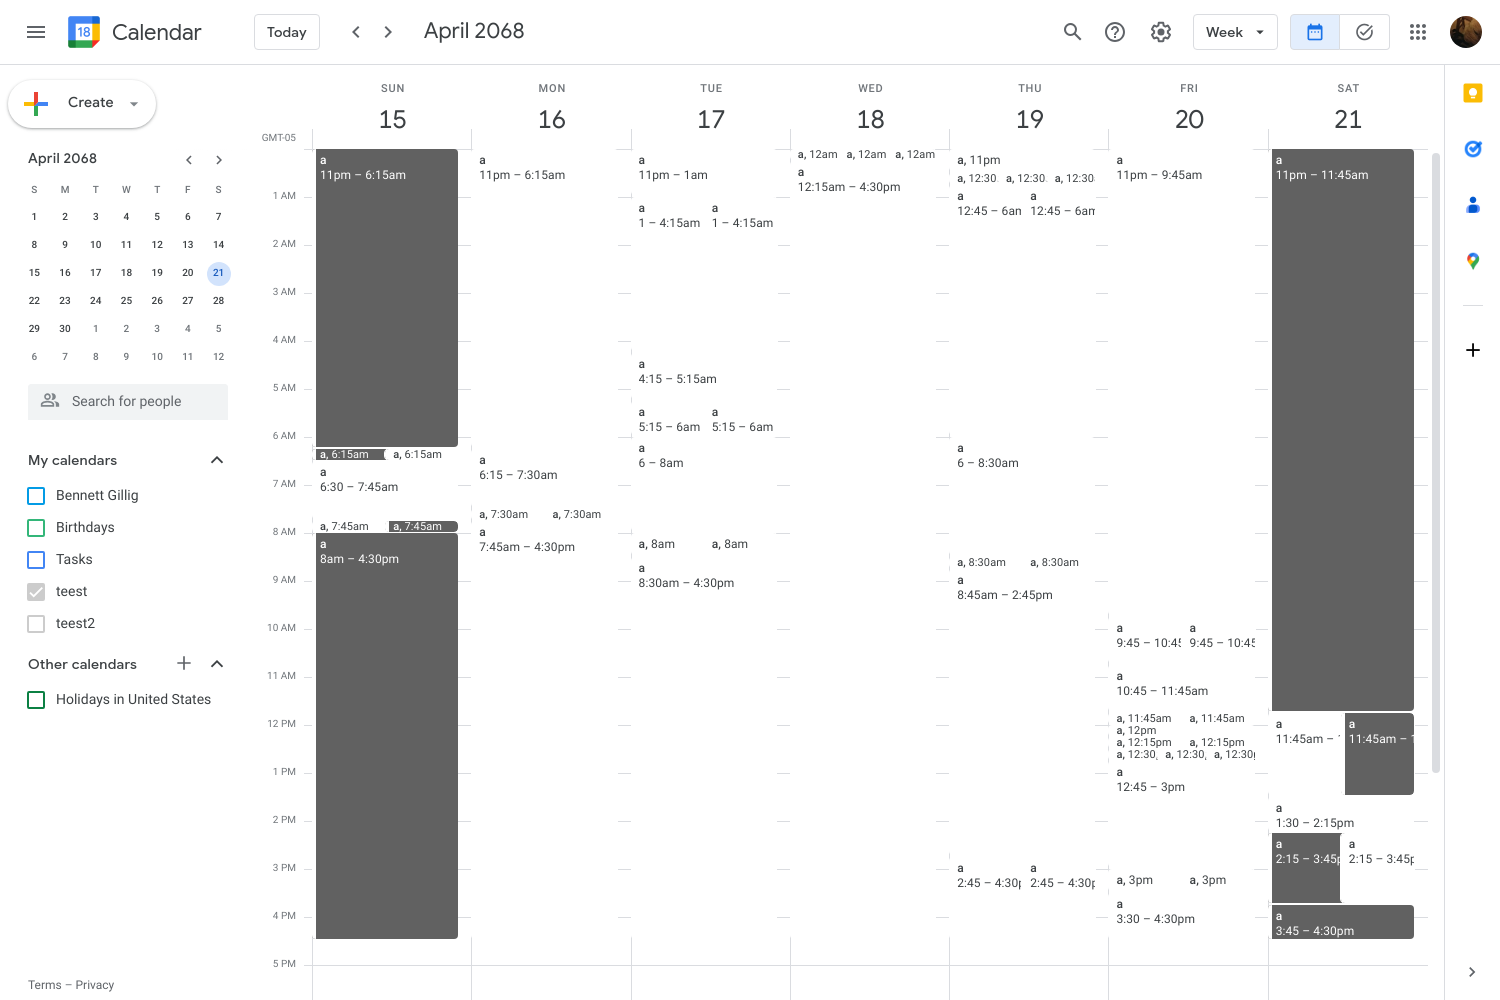 18 Calendar Today April 2068 Week
Create
April 2068
S M T W T F S
1 2 3 4 5 6 7
8 9 10 11 12 13 14
15 16 17 18 19 20 21
22 23 24 25 26 27 28
29 30 1 2 3 4 5
6 7 8 9 10 11 12
Search for people
My calendars
Bennett Gillig
Birthdays
Tasks
teest
teest2
Other calendars
Holidays in United States
Terms – Privacy
GMT-05
1 AM
2 AM
3 AM
4 AM
5 AM
6 AM
7 AM
8 AM
9 AM
10 AM
11 AM
12 PM
1 PM
2 PM
3 PM
4 PM
5 PM
SUN
15
a
11pm – 6:15am
a, 6:15am a, 6:15am
a
6:30 – 7:45am
a, 7:45am a, 7:45am
a
8am – 4:30pm
MON
16
a
11pm – 6:15am
a
6:15 – 7:30am
a, 7:30am a, 7:30am
a
7:45am – 4:30pm
TUE
17
a
11pm – 1am
a a
1 – 4:15am 1 – 4:15am
a
4:15 – 5:15am
a a
5:15 – 6am 5:15 – 6am
a
6 – 8am
a, 8am a, 8am
a
8:30am – 4:30pm
WED
18
a, 12am a, 12am a, 12am
a
12:15am – 4:30pm
THU
19
a, 11pm
a, 12:30 a, 12:30 a, 12:30
a a
12:45 – 6am 12:45 – 6am
a
6 – 8:30am
a, 8:30am a, 8:30am
a
8:45am – 2:45pm
a a
2:45 – 4:30p 2:45 – 4:30p
FRI
20
a
11pm – 9:45am
a a
9:45 – 10:45 9:45 – 10:45
a
10:45 – 11:45am
a, 11:45am a, 11:45am
a, 12pm
a, 12:15pm a, 12:15pm
a, 12:30 a, 12:30 a, 12:30p
a
12:45 – 3pm
a, 3pm a, 3pm
a
3:30 – 4:30pm
SAT
21
a
11pm – 11:45am
a a
11:45am – 11:45am – 1
a
1:30 – 2:15pm
a a
2:15 – 3:45p 2:15 – 3:45p
a
3:45 – 4:30pm